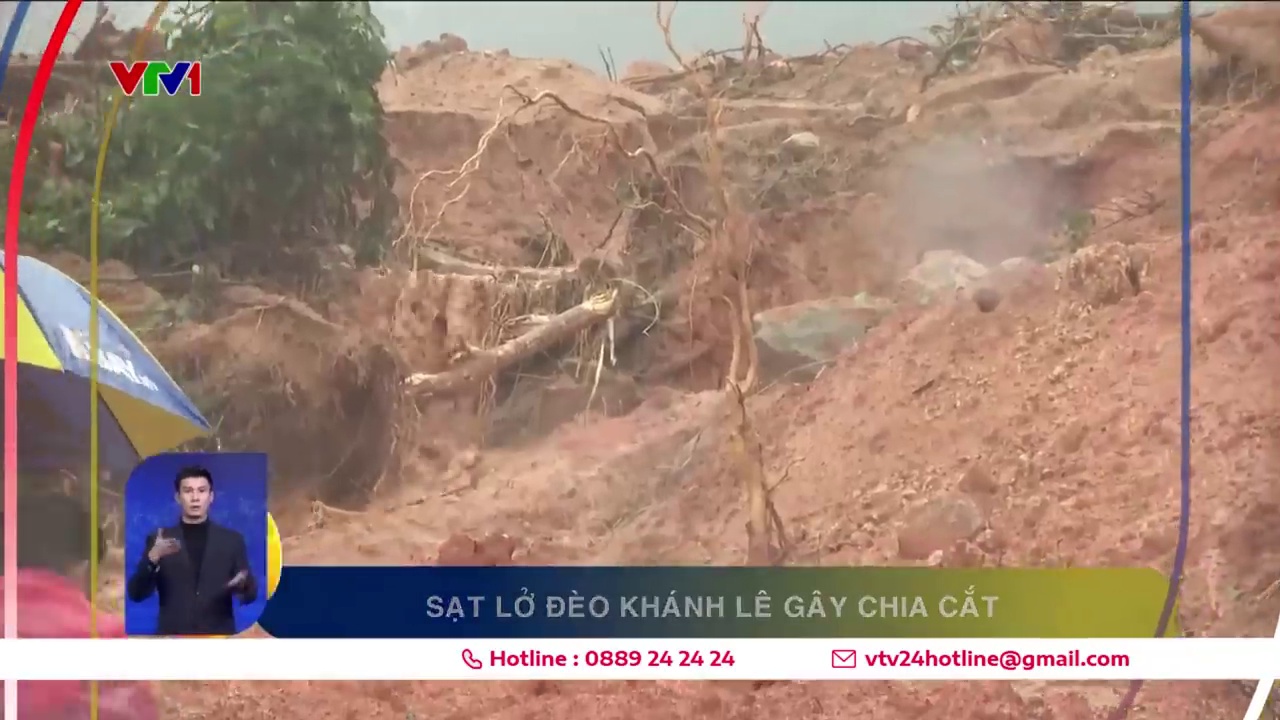 VTV1
SẠT LỞ ĐÈO KHÁNH LÊ GÂY CHIA CẮT
Hotline : 0889 24 24 24
vtv24hotline@gmail.com